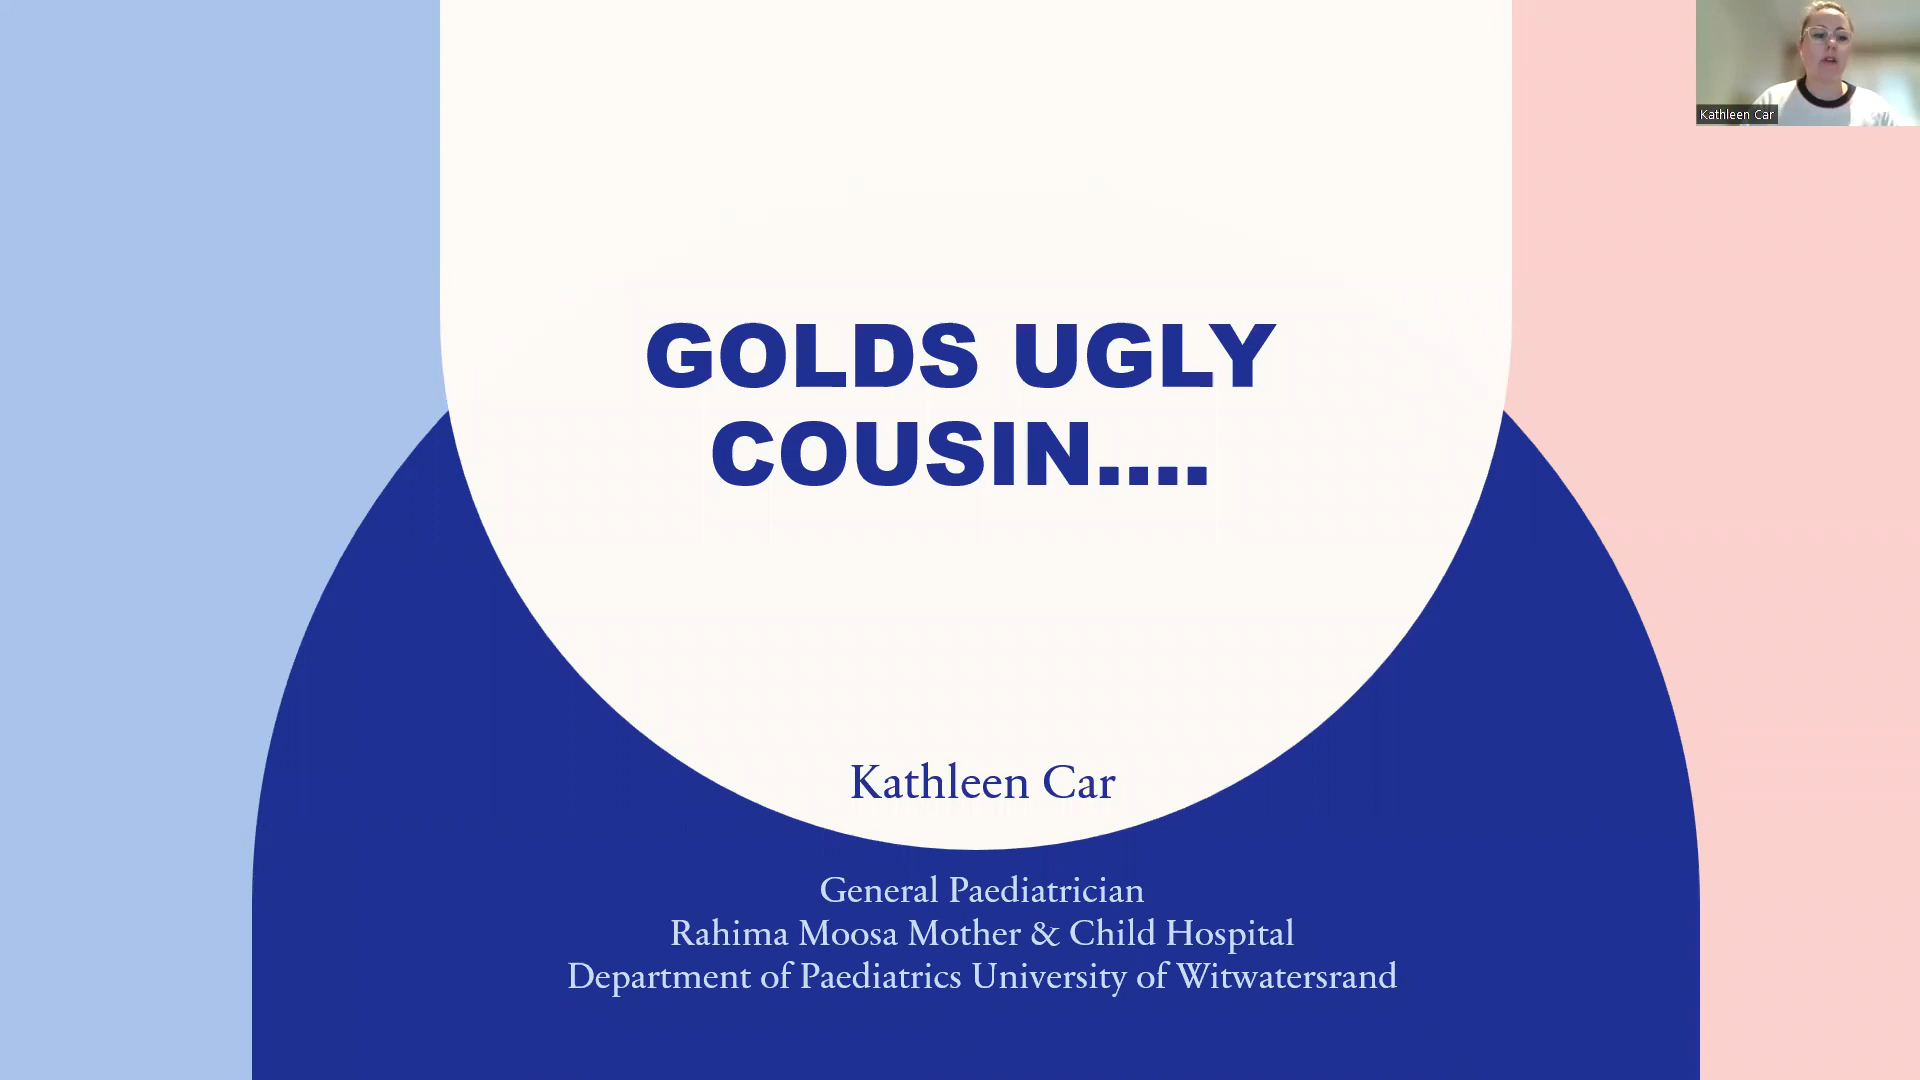 Kathleen Car
GOLDS UGLY
COUSIN....
Kathleen Car
General Paediatrician
Rahima Moosa Mother & Child Hospital
Department of Paediatrics University of Witwatersrand